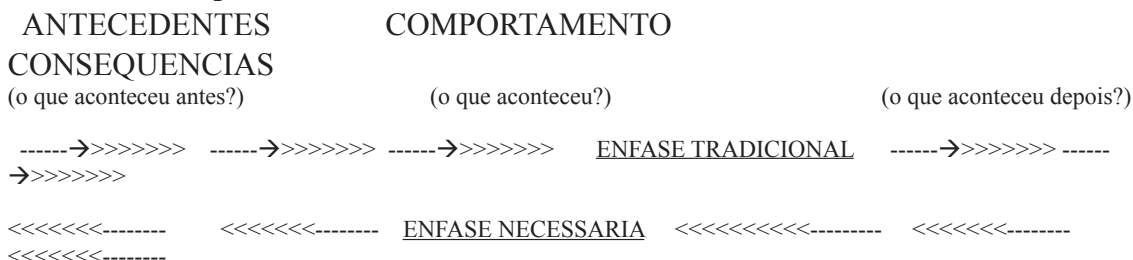 ANTECEDENTES COMPORTAMENTO
CONSEQUENCIAS
(o que aconteceu antes?) (o que aconteceu?) (o que aconteceu depois?)
------→>>>>>>> ------→>>>>>>> ------→>>>>>>> ENFASE TRADICIONAL ------→>>>>>>> ------
→>>>>>>>
<<<<<<<-------- <<<<<<<-------- ENFASE NECESSARIA <<<<<<<<<<--------- <<<<<<<--------
<<<<<<<--------